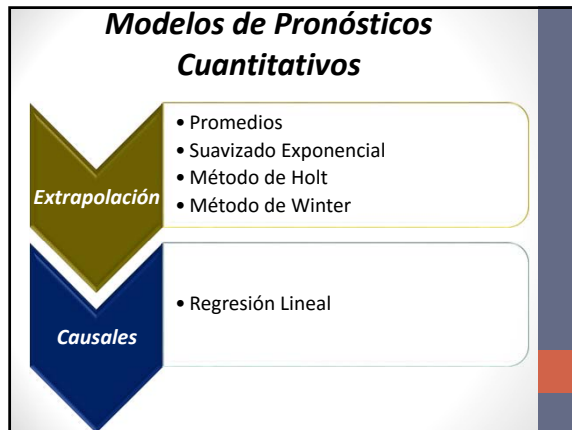 Modelos de Pronósticos
Cuantitativos
Extrapolación
• Promedios
• Suavizado Exponencial
• Método de Holt
• Método de Winter
Causales
• Regresión Lineal